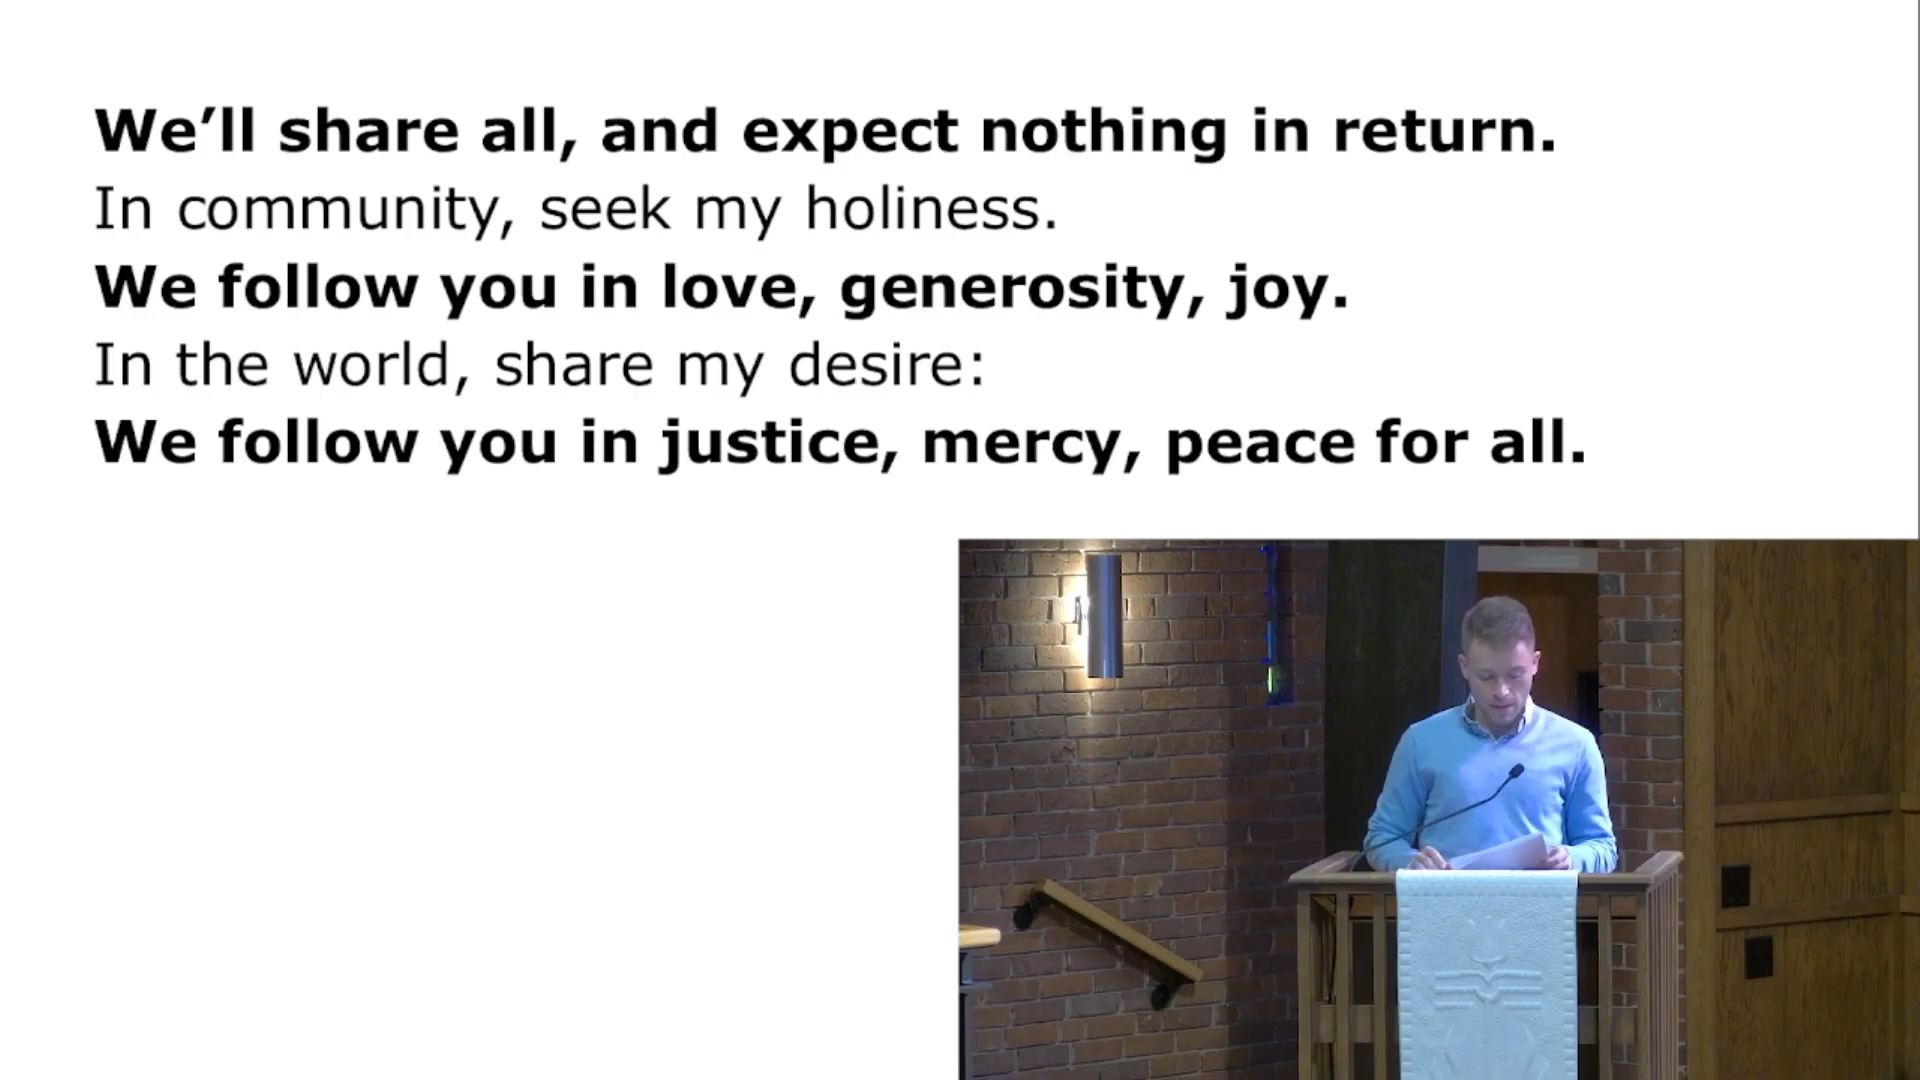 We’ll share all, and expect nothing in return.
In community, seek my holiness.
We follow you in love, generosity, joy.
In the world, share my desire:
We follow you in justice, mercy, peace for all.